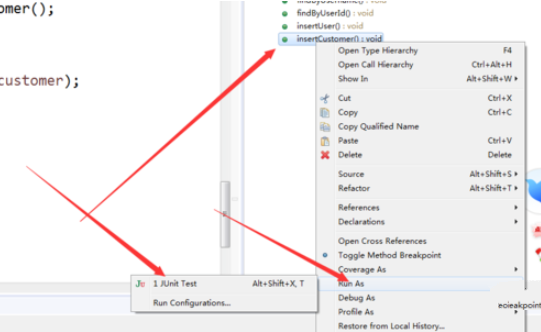 omer();
customer);
findByUsername() : void
findByUserId() : void
insertUser() : void
insertCustomer() : void
Open Type Hierarchy F4
Open Call Hierarchy Ctrl+Alt+H
Show In Alt+Shift+W
Cut Ctrl+X
Copy Ctrl+C
Copy Qualified Name
Paste Ctrl+V
Delete Delete
Source Alt+Shift+S
Refactor Alt+Shift+T
References
Declarations
Open Cross References
Toggle Method Breakpoint
Coverage As
Run As
1 JUnit Test Alt+Shift+X, T
Run Configurations...
Debug As
Profile As
Restore from Local History...